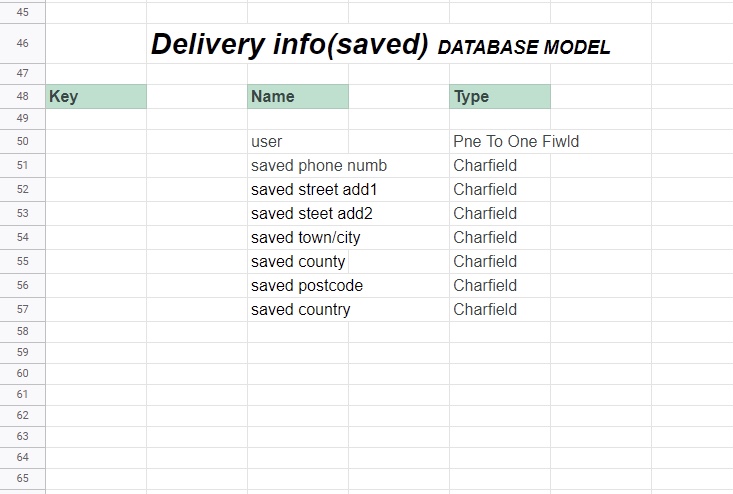 45
46 Delivery info(saved) DATABASE MODEL
47
48 Key Name Type
49
50 user Pne To One Fiwld
51 saved phone numb Charfield
52 saved street add1 Charfield
53 saved steet add2 Charfield
54 saved town/city Charfield
55 saved county Charfield
56 saved postcode Charfield
57 saved country Charfield
58
59
60
61
62
63
64
65